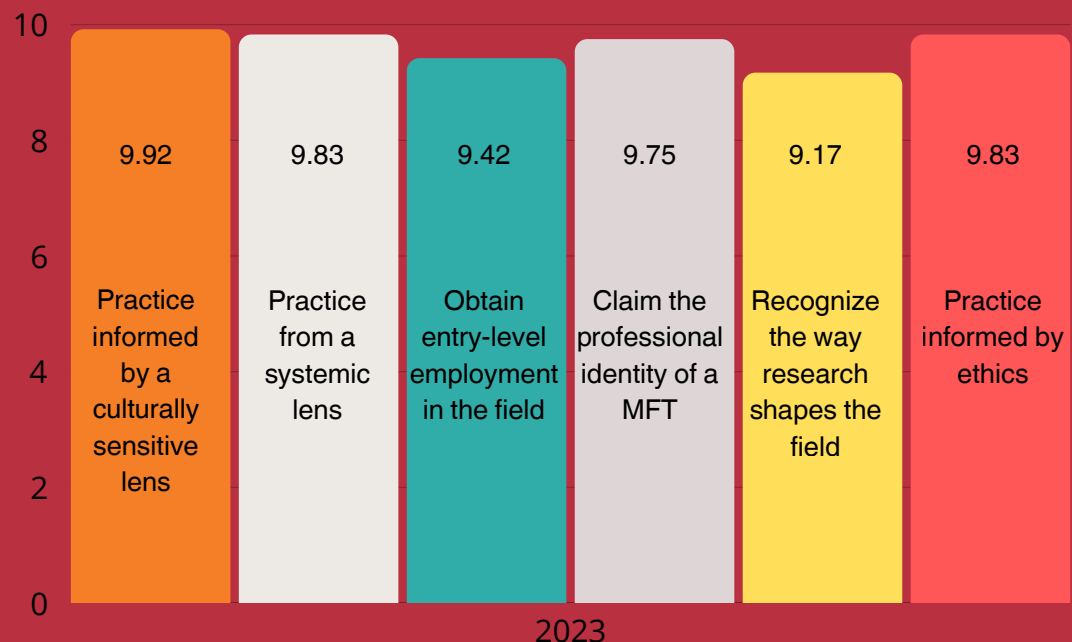 10
8
6
4
2
0
9.92
9.83
9.42
9.75
9.17
9.83
Practice
informed
by a
culturally
sensitive
lens
Practice
from a
systemic
lens
Obtain
entry-level
employment
in the field
Claim the
professional
identity of a
MFT
Recognize
the way
research
shapes the
field
Practice
informed by
ethics
2023